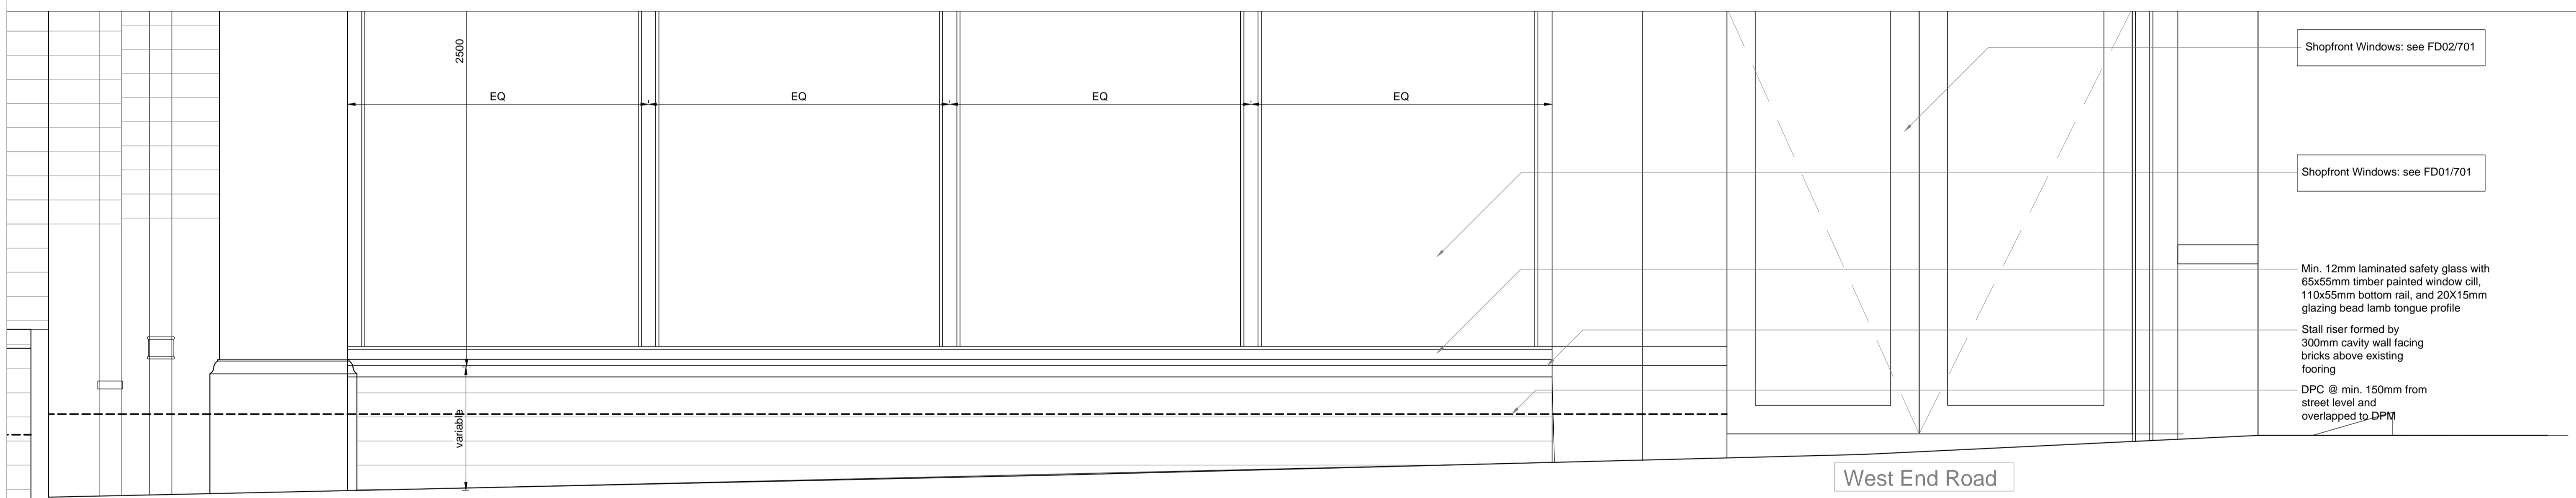 2500
EQ
EQ
EQ
EQ
variable
Shopfront Windows: see FD02/701
Shopfront Windows: see FD01/701
Min. 12mm laminated safety glass with
65x55mm timber painted window cill,
110x55mm bottom rail, and 20X15mm
glazing bead lamb tongue profile
Stall riser formed by
300mm cavity wall facing
bricks above existing
fooring
DPC @ min. 150mm from
street level and
overlapped to DPM
West End Road